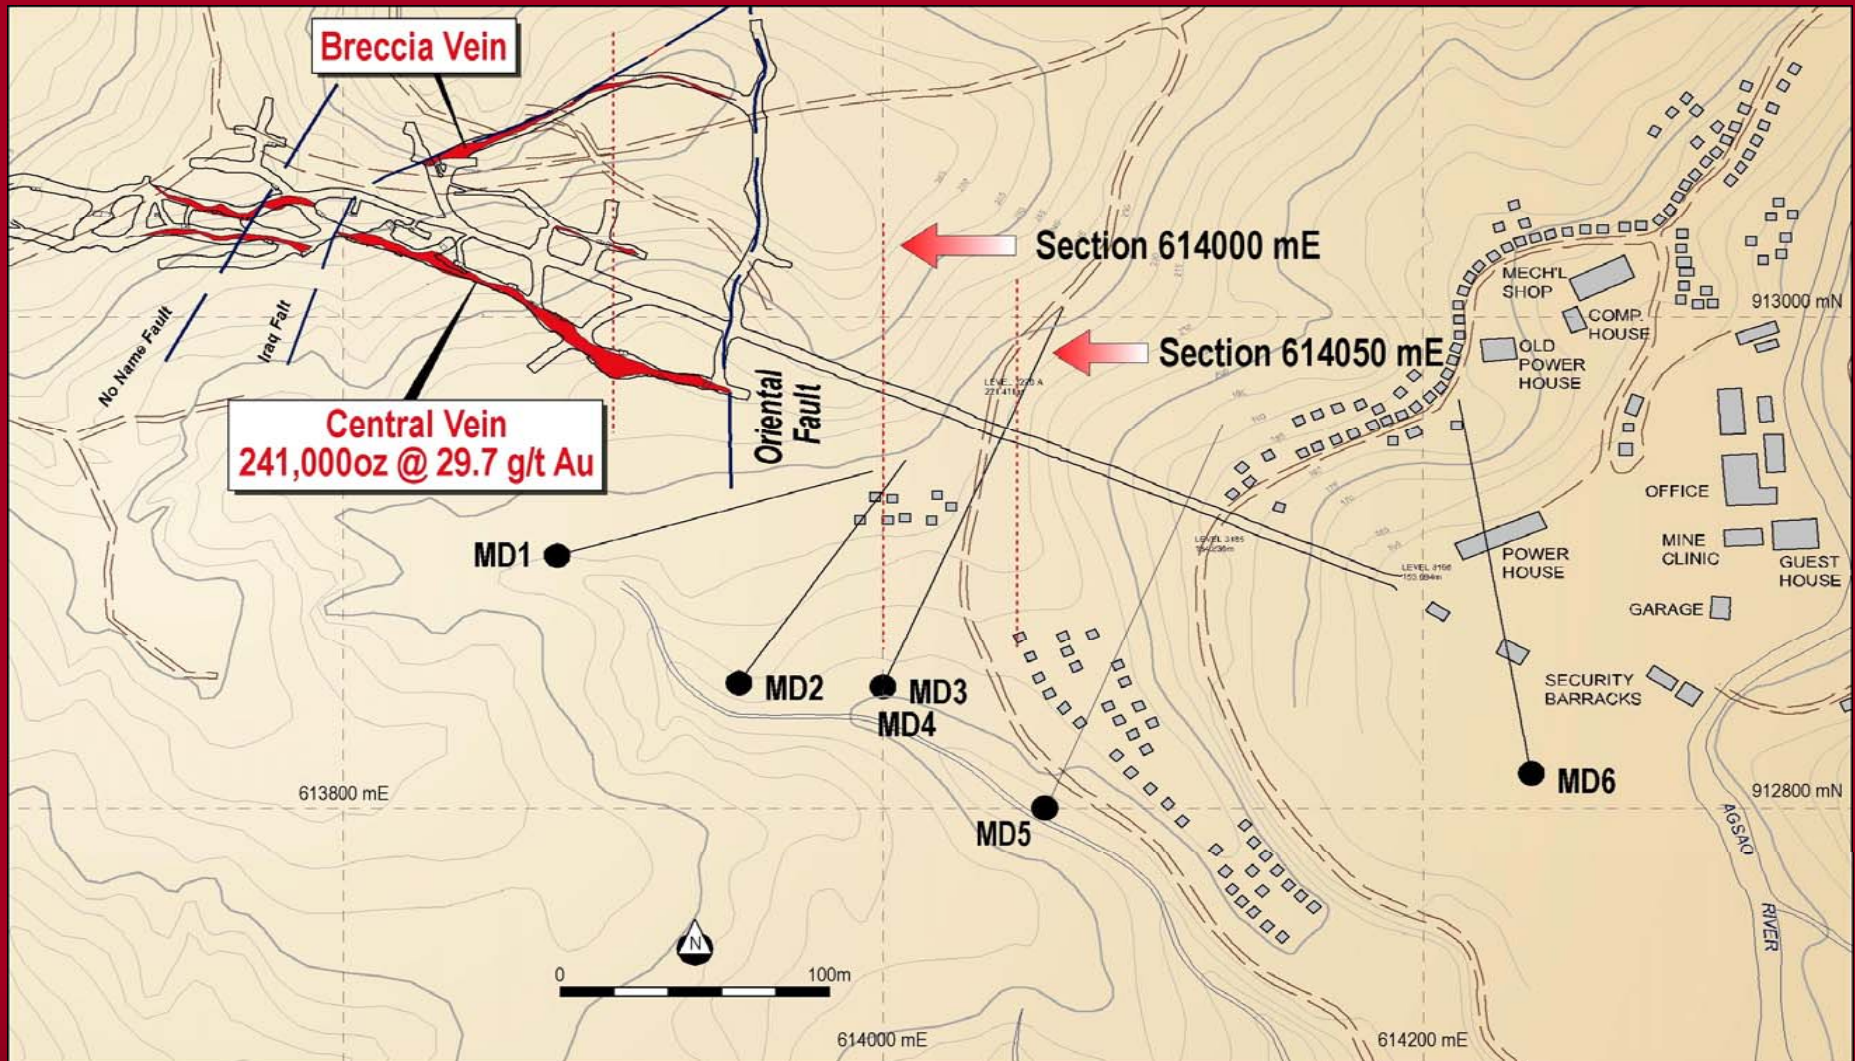 Breccia Vein
Section 614000 mE
MECH'L
SHOP
913000 mN
COMP.
HOUSE
No Name Fault
Iraq Falt
Section 614050 mE
OLD
POWER
HOUSE
Central Vein
241,000oz @ 29.7 g/t Au
Oriental
Fault
OFFICE
MINE
CLINIC
GUEST
HOUSE
POWER
HOUSE
MD1
GARAGE
MD2
MD3
MD4
SECURITY
BARRACKS
MD6
613800 mE
912800 mN
MD5
AGSAO
RIVER
N
0
100m
614000 mE
614200 mE